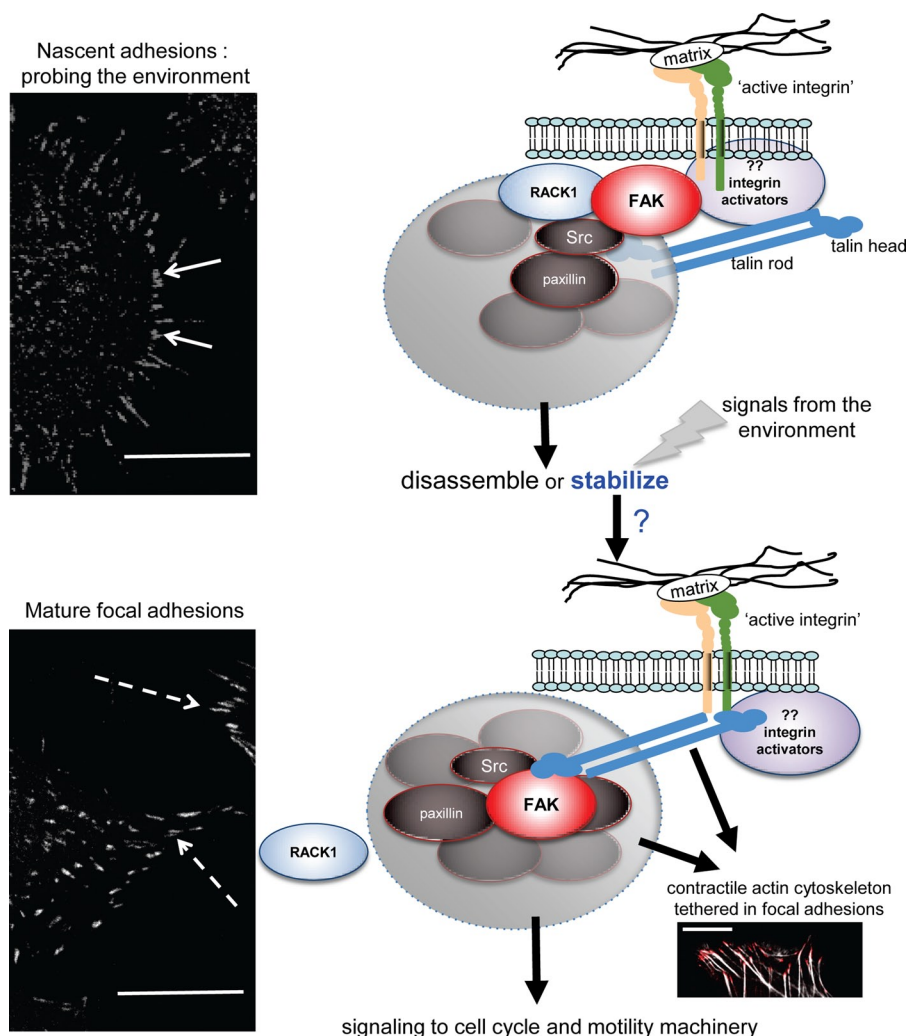 Nascent adhesions :
probing the environment
matrix
'active integrin'
??
integrin
activators
RACK1
FAK
Src
paxillin
talin head
talin rod
signals from the
environment
disassemble or stabilize
?
Mature focal adhesions
matrix
'active integrin'
??
integrin
activators
Src
paxillin
FAK
RACK1
contractile actin cytoskeleton
tethered in focal adhesions
signaling to cell cycle and motility machinery